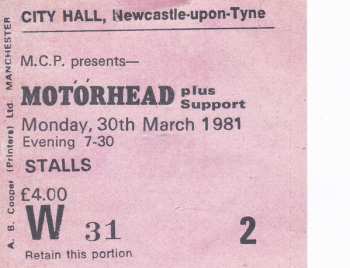 CITY HALL, Newcastle-upon-Tyne
M.C.P. presents—
MOTÖRHEAD plus
Support
Monday, 30th March 1981
Evening 7-30
STALLS
£4.00
W 31 2
Retain this portion
A. B. Cooper (Printers) Ltd. MANCHESTER